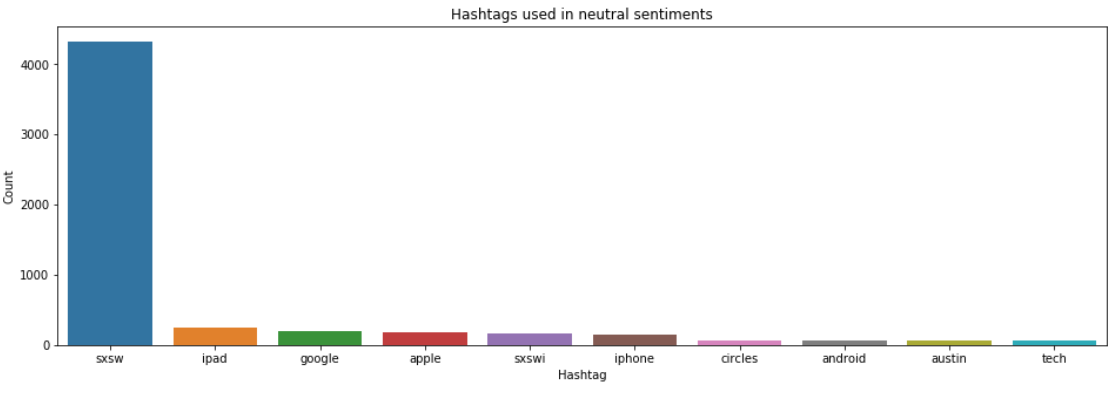 Hashtags used in neutral sentiments
4000
3000
2000
1000
0
Count
sxsw ipad google apple sxswi iphone circles android austin tech
Hashtag